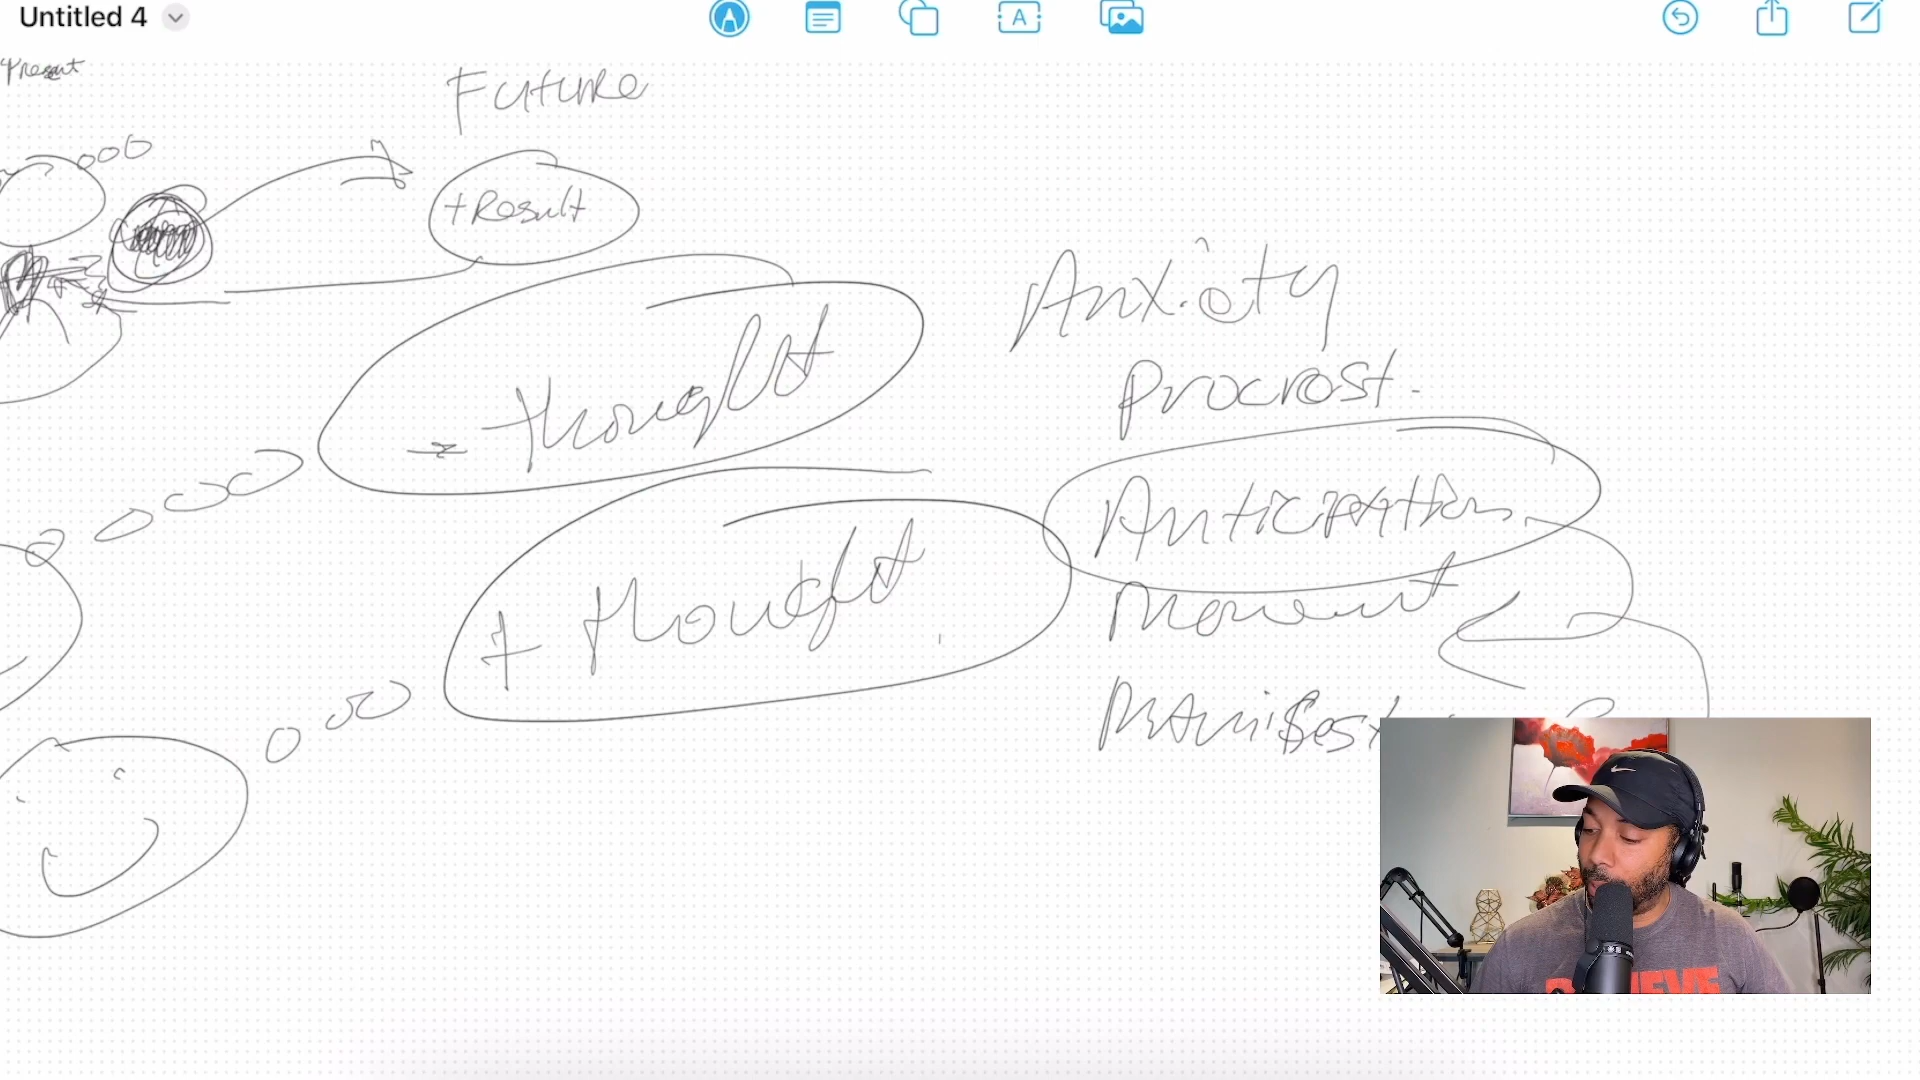 Untitled 4
Present
Future
+Result
Anxiety
- thought
Procrast.
Anticipation
+ thought
Moment
Manifest